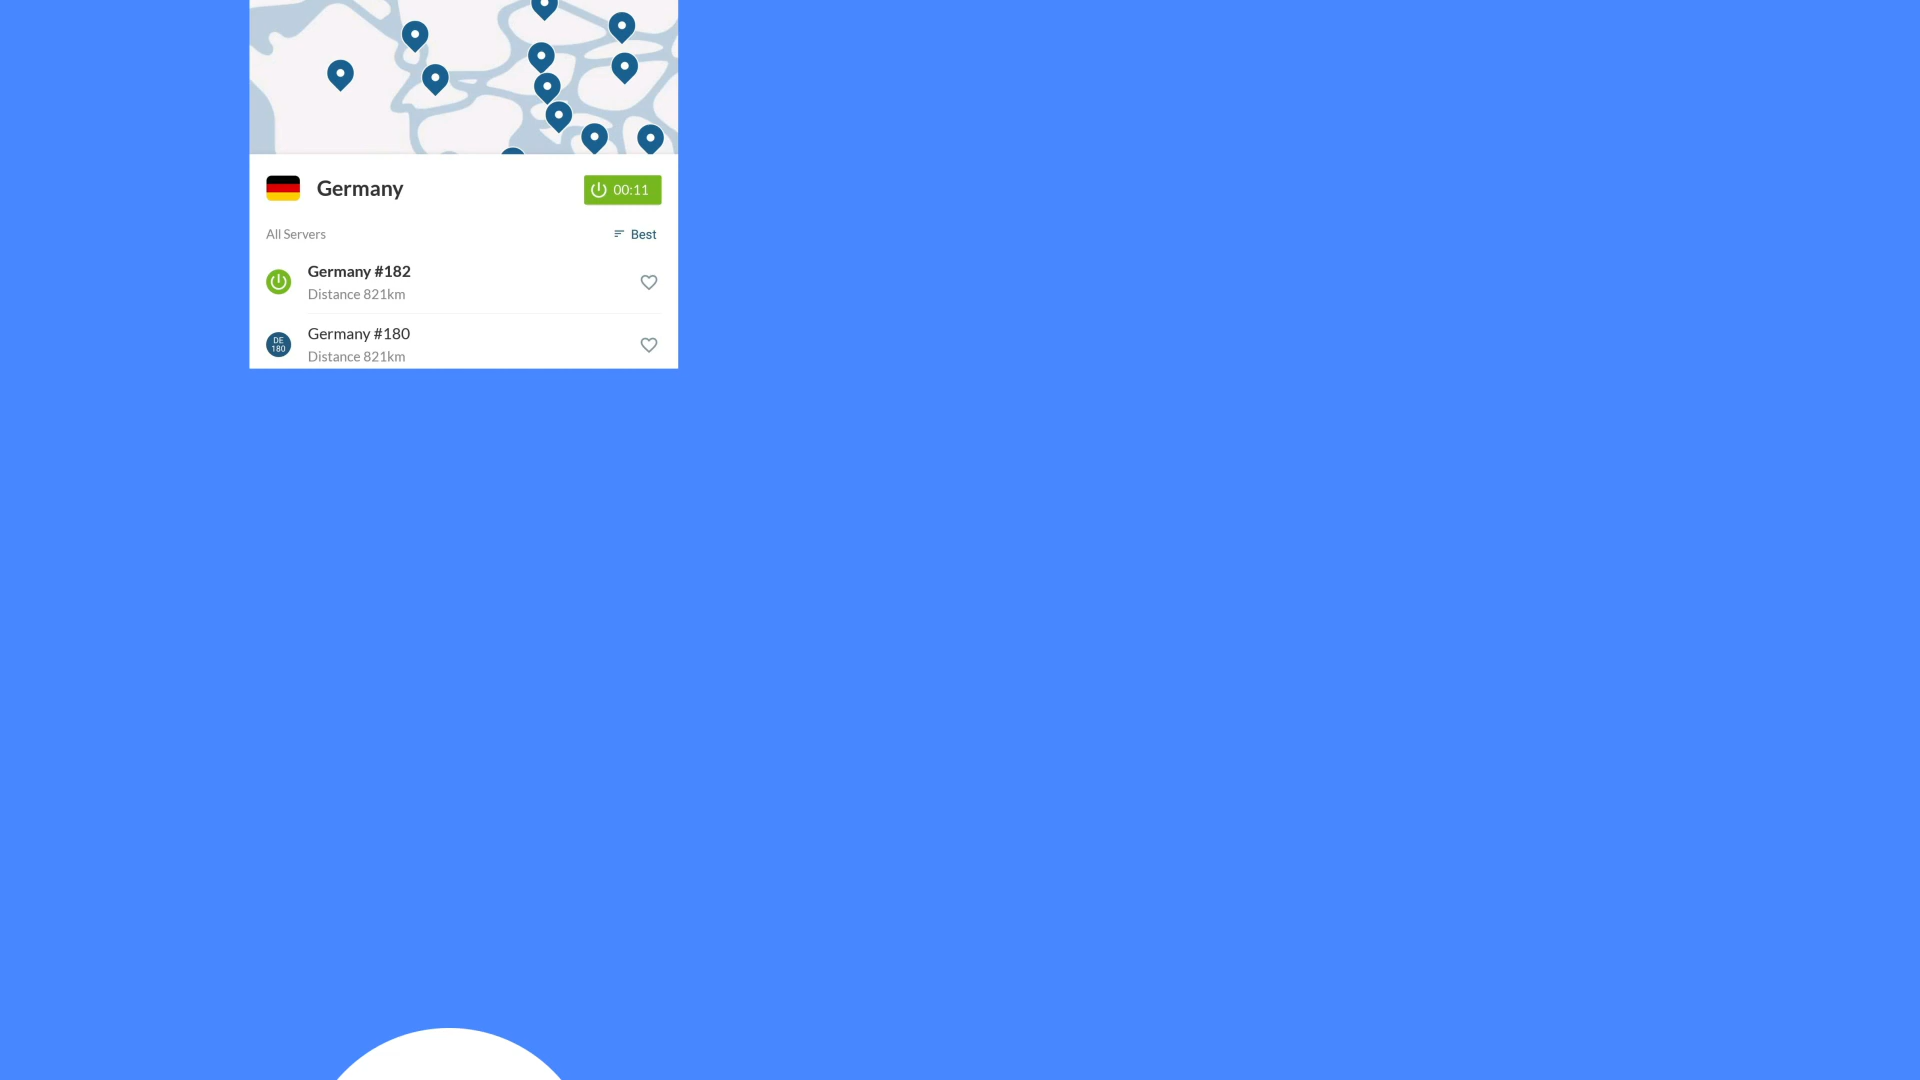 Germany
00:11
All Servers
Best
Germany #182
Distance 821km
DE
180
Germany #180
Distance 821km